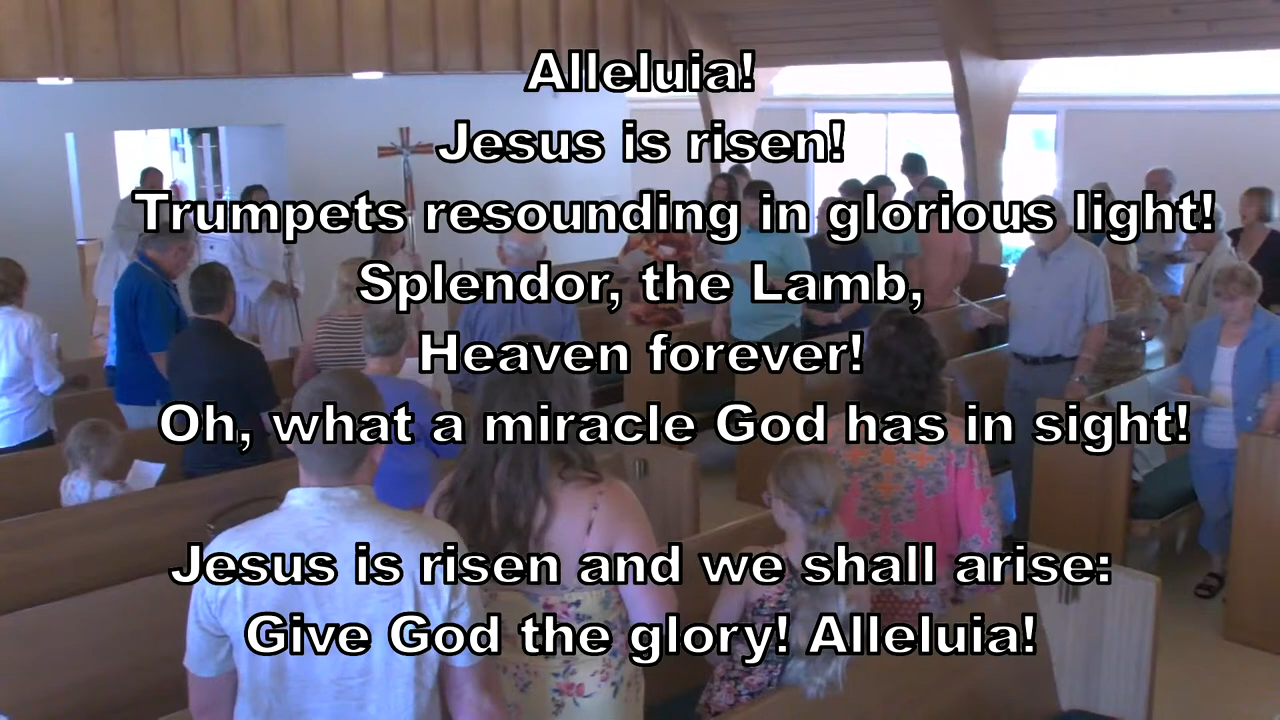 Alleluia!
Jesus is risen!
Trumpets resounding in glorious light!
Splendor, the Lamb,
Heaven forever!
Oh, what a miracle God has in sight!
Jesus is risen and we shall arise:
Give God the glory! Alleluia!